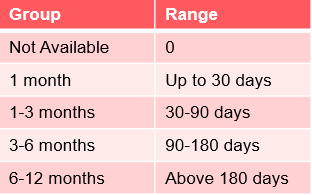 Group Range
Not Available 0
1 month Up to 30 days
1-3 months 30-90 days
3-6 months 90-180 days
6-12 months Above 180 days